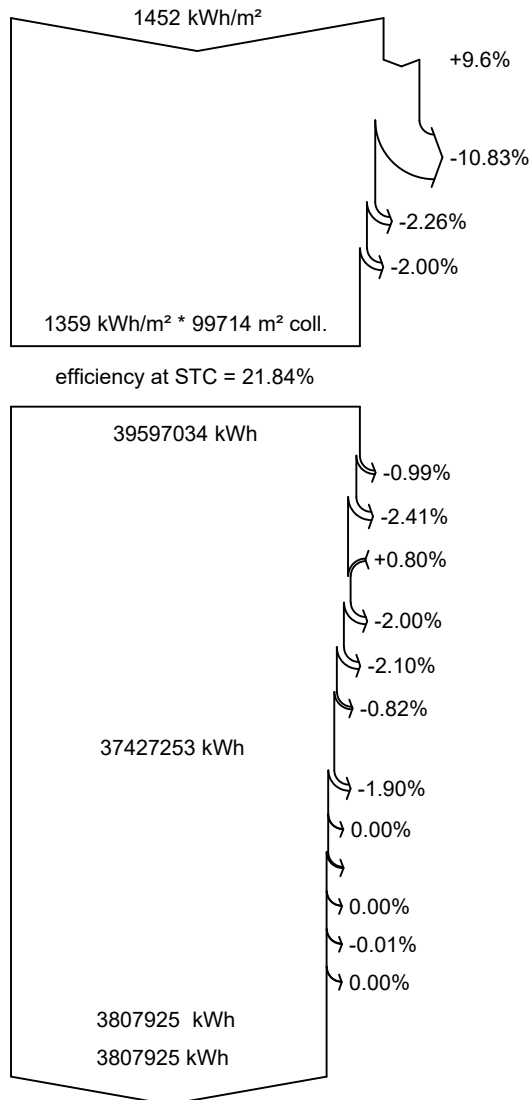 1452 kWh/m²
+9.6%
-10.83%
-2.26%
-2.00%
1359 kWh/m² * 99714 m² coll.
efficiency at STC = 21.84%
39597034 kWh
-0.99%
-2.41%
+0.80%
-2.00%
-2.10%
-0.82%
37427253 kWh
-1.90%
0.00%
0.00%
-0.01%
0.00%
3807925 kWh
3807925 kWh